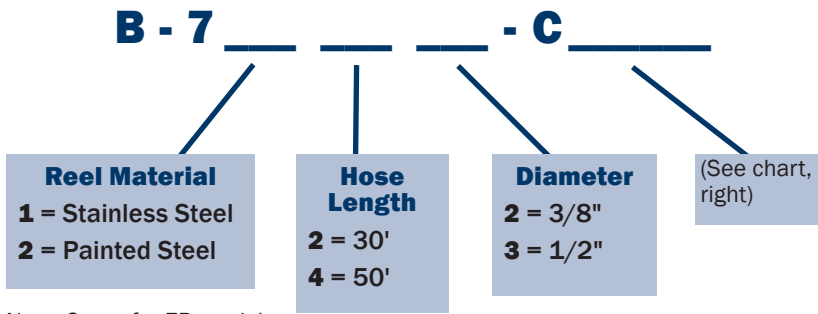 B - 7 ___ ___ ___ - C ______
Reel Material
1 = Stainless Steel
2 = Painted Steel
Hose
Length
2 = 30'
4 = 50'
Diameter
2 = 3/8"
3 = 1/2"
(See chart,
right)